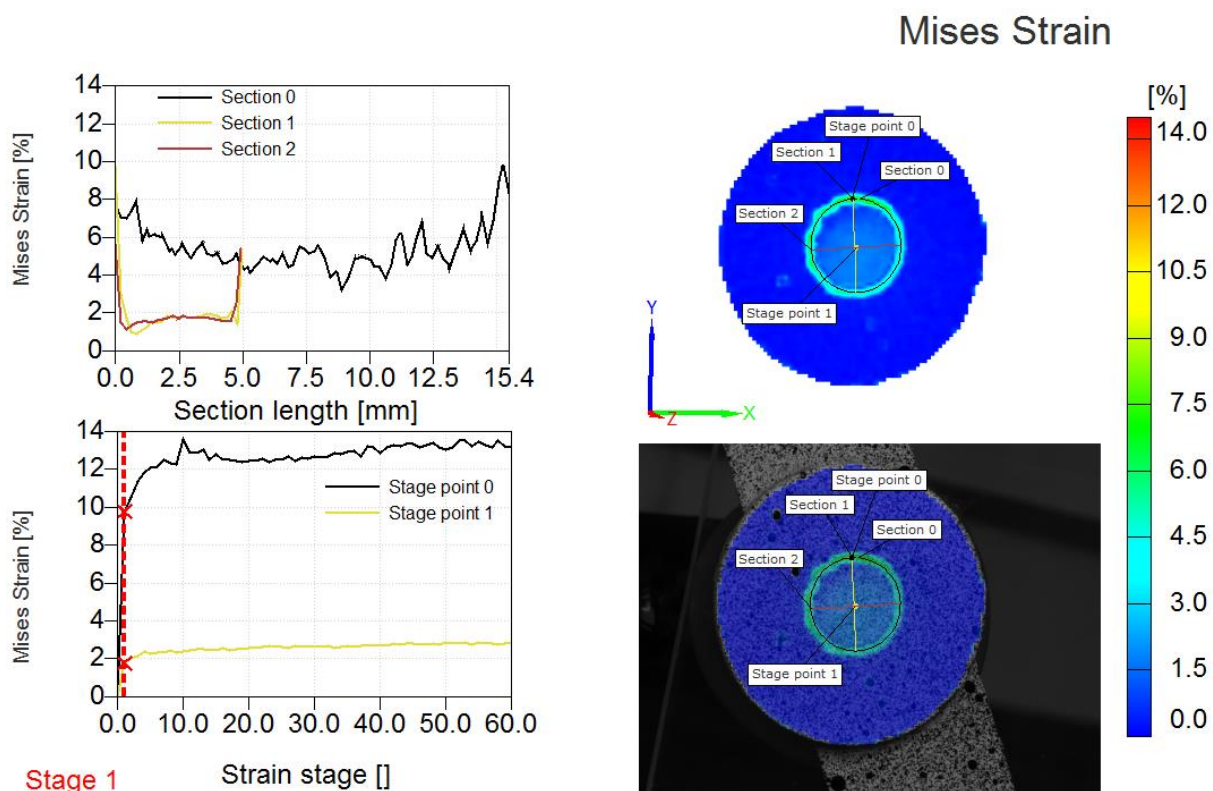 Mises Strain
Mises Strain [%]
14
12
10
8
6
4
2
0
Section 0
Section 1
Section 2
0.0 2.5 5.0 7.5 10.0 12.5 15.4
Section length [mm]
Mises Strain [%]
14
12
10
8
6
4
2
0
Stage point 0
Stage point 1
0.0 10.0 20.0 30.0 40.0 50.0 60.0
Strain stage []
Stage 1
Stage point 0
Section 1
Section 0
Section 2
Stage point 1
Y
X
Z
Stage point 0
Section 1
Section 0
Section 2
Stage point 1
[%]
14.0
12.0
10.5
9.0
7.5
6.0
4.5
3.0
1.5
0.0